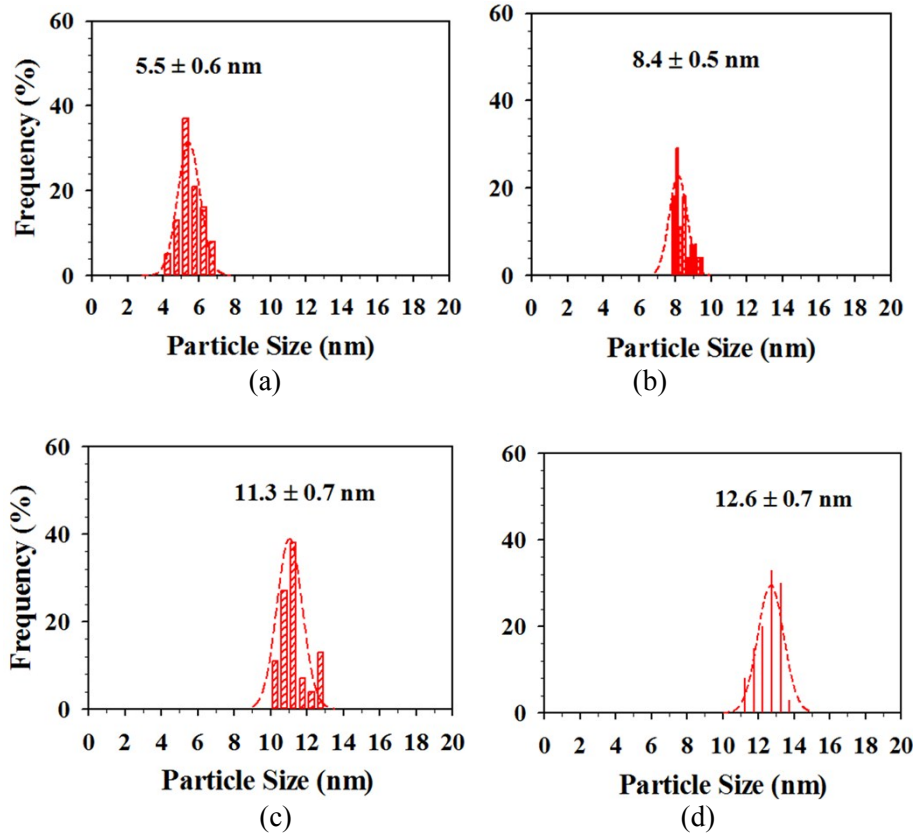 60
40
20
0
Frequency (%)
5.5 ± 0.6 nm
0 2 4 6 8 10 12 14 16 18 20
Particle Size (nm)
(a)
60
40
20
0
8.4 ± 0.5 nm
0 2 4 6 8 10 12 14 16 18 20
Particle Size (nm)
(b)
60
40
20
0
Frequency (%)
11.3 ± 0.7 nm
0 2 4 6 8 10 12 14 16 18 20
Particle Size (nm)
(c)
60
40
20
0
12.6 ± 0.7 nm
0 2 4 6 8 10 12 14 16 18 20
Particle Size (nm)
(d)